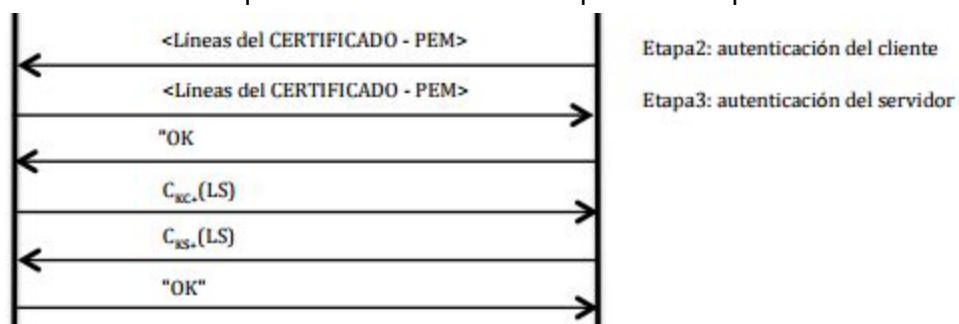 <Líneas del CERTIFICADO - PEM>
Etapa2: autenticación del cliente
<Líneas del CERTIFICADO - PEM>
Etapa3: autenticación del servidor
"OK
C_KC+(LS)
C_KS+(LS)
"OK"